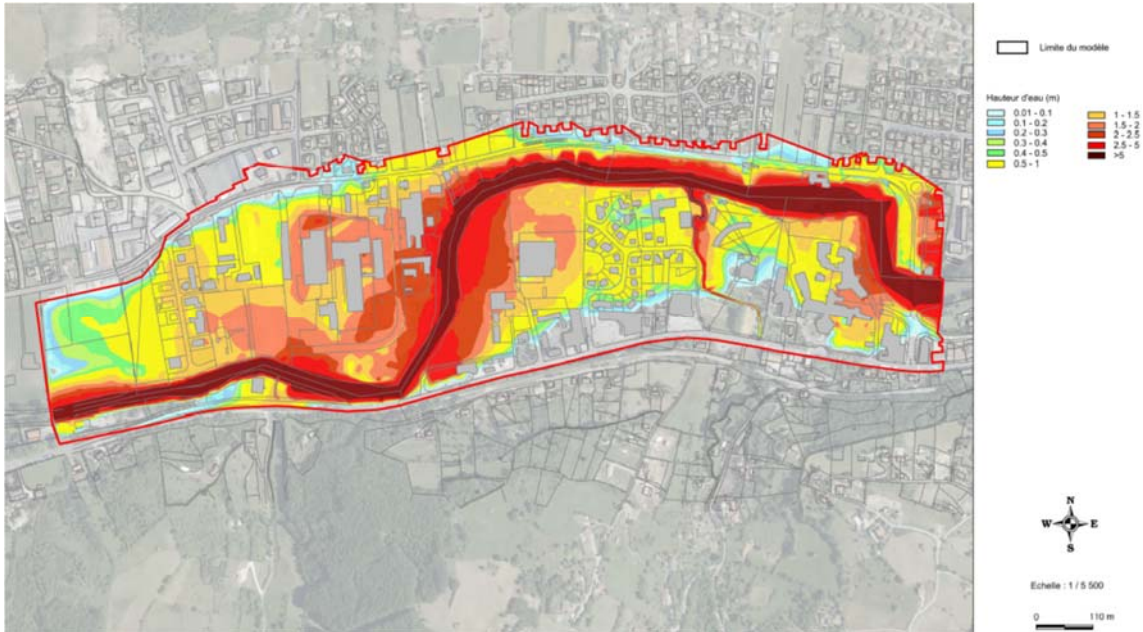 Limite du modèle
Hauteur d'eau (m)
0.01 - 0.1
0.1 - 0.2
0.2 - 0.3
0.3 - 0.4
0.4 - 0.5
0.5 - 1
1 - 1.5
1.5 - 2
2 - 2.5
2.5 - 5
>5
N
W E
S
Echelle : 1 / 5 500
0 110 m